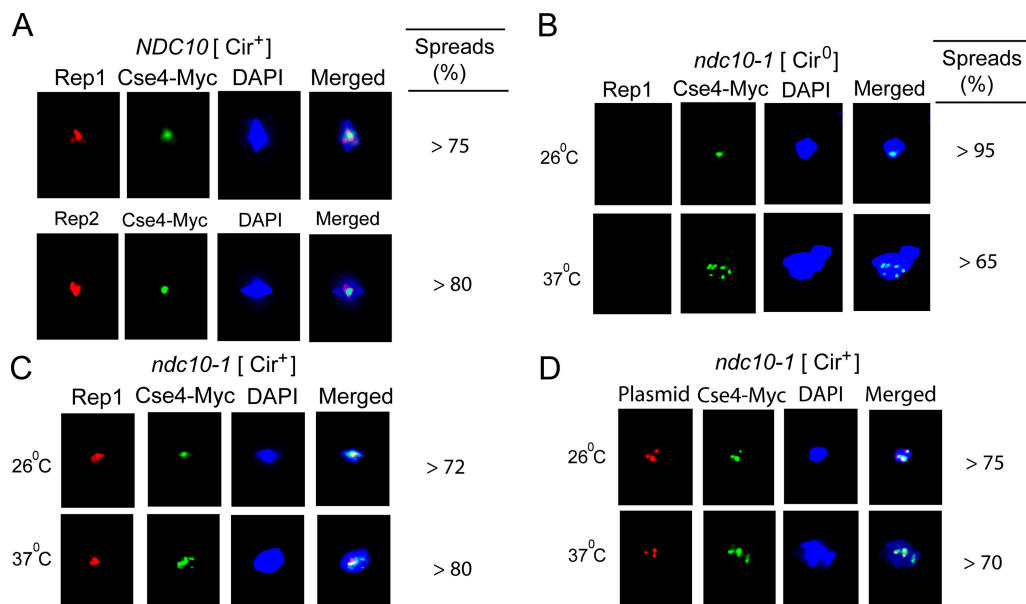 A
NDC10 [ Cir⁺]
Spreads
(%)
Rep1 Cse4-Myc DAPI Merged
> 75
Rep2 Cse4-Myc DAPI Merged
> 80
B
ndc10-1 [ Cir⁰]
Spreads
(%)
Rep1 Cse4-Myc DAPI Merged
26⁰C > 95
37⁰C > 65
C
ndc10-1 [ Cir⁺]
Rep1 Cse4-Myc DAPI Merged
26⁰C > 72
37⁰C > 80
D
ndc10-1 [ Cir⁺]
Plasmid Cse4-Myc DAPI Merged
26⁰C > 75
37⁰C > 70